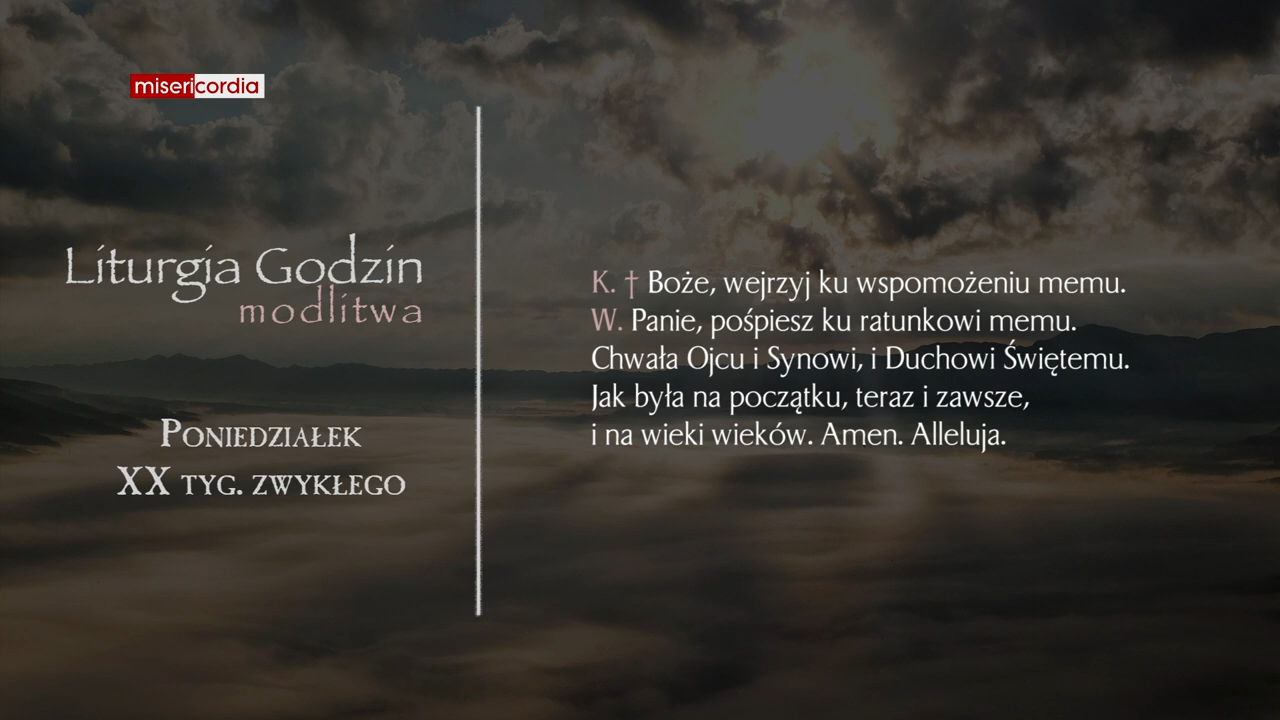 misericordia
Liturgia Godzin
modlitwa
Poniedziałek
XX tyg. zwykłego
K. † Boże, wejrzyj ku wspomożeniu memu.
W. Panie, pośpiesz ku ratunkowi memu.
Chwała Ojcu i Synowi, i Duchowi Świętemu.
Jak była na początku, teraz i zawsze,
i na wieki wieków. Amen. Alleluja.